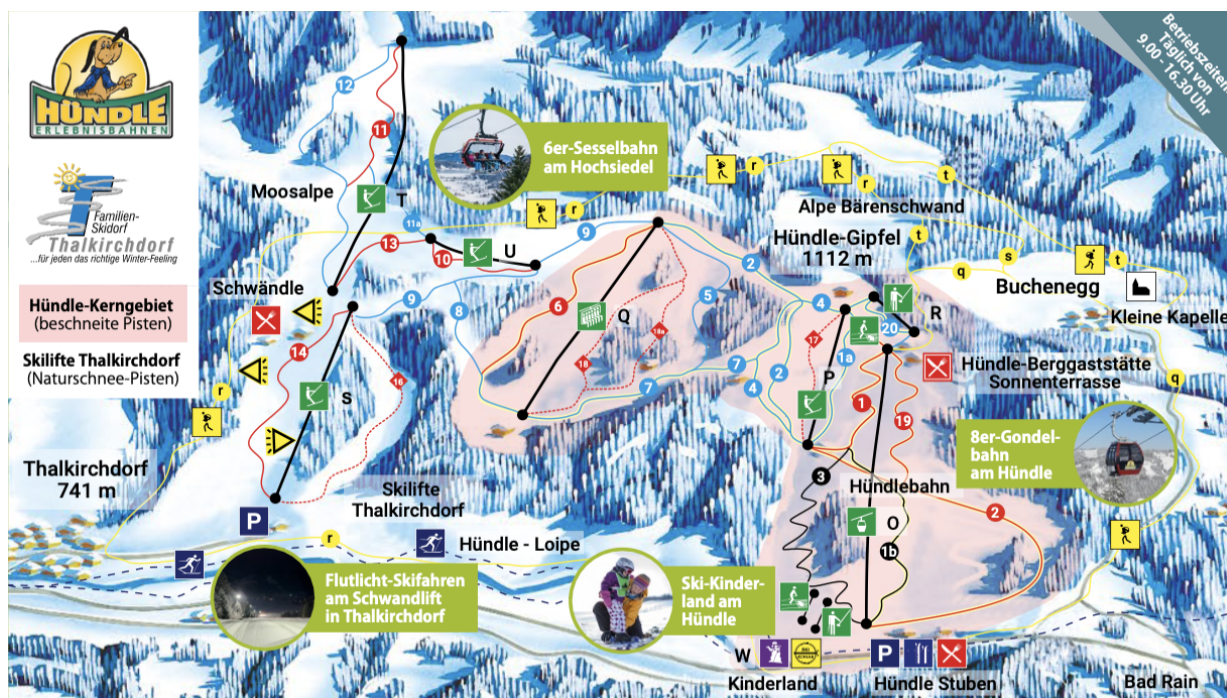 HÜNDLE
ERLEBNISBAHNEN
Familien-
Skidorf
Thalkirchdorf
...für jeden das richtige Winter-Feeling
Hündle-Kerngebiet
(beschneite Pisten)
Skilifte Thalkirchdorf
(Naturschnee-Pisten)
Betriebszeiten
Täglich von
9.00 - 16.30 Uhr
12
11
Moosalpe
T
6er-Sesselbahn
am Hochsiedel
r
r
t
r
t
Alpe Bärenschwand
r
11a
9
13
10
U
Hündle-Gipfel
1112 m
t
s
t
q
Buchenegg
Kleine Kapelle
Schwändle
9
8
6
Q
5
2
4
R
20
18a
18
14
16
S
r
7
7
4
2
17
1a
P
1
19
Hündle-Berggaststätte
Sonnenterrasse
q
8er-Gondel-
bahn
am Hündle
Thalkirchdorf
741 m
Skilifte
Thalkirchdorf
P
r
Hündle - Loipe
3
Hündlebahn
O
2
1b
Flutlicht-Skifahren
am Schwandlift
in Thalkirchdorf
Ski-Kinder-
land am
Hündle
W
P
Kinderland
Hündle Stuben
Bad Rain